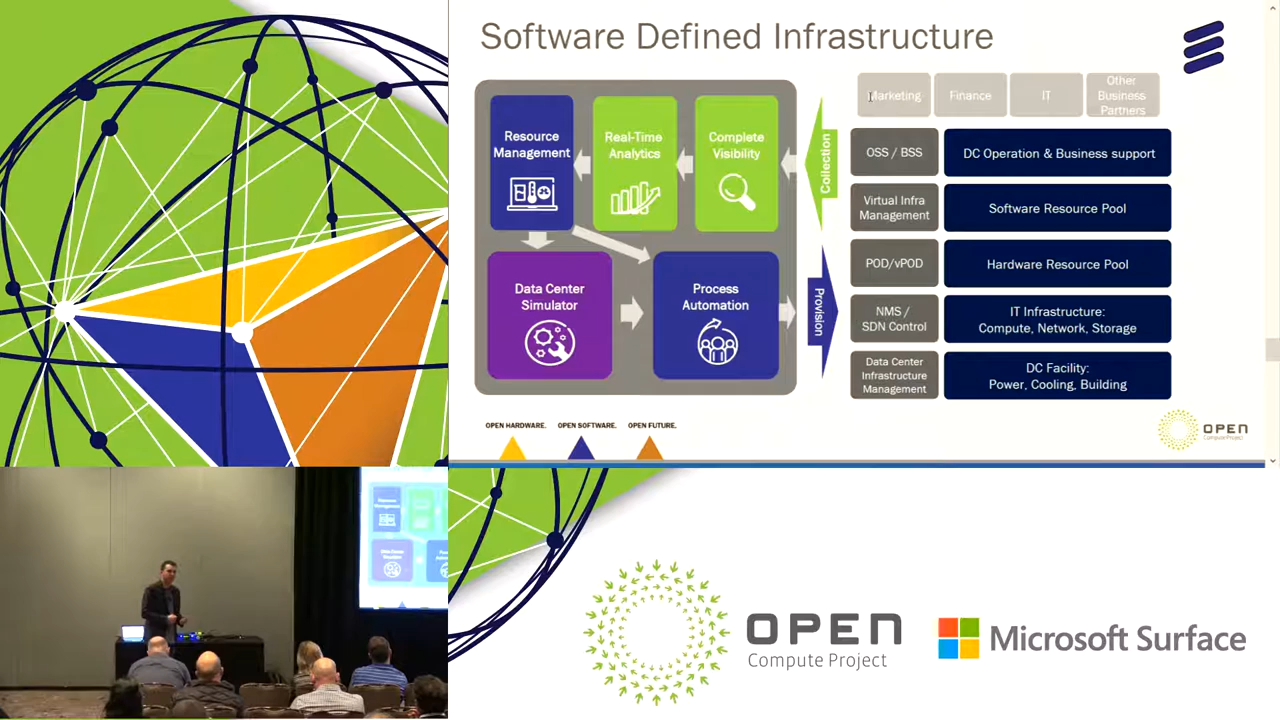 Software Defined Infrastructure
Resource
Management
Real-Time
Analytics
Complete
Visibility
Data Center
Simulator
Process
Automation
Collection
Provision
Marketing
Finance
IT
Other
Business
Partners
OSS / BSS
DC Operation & Business support
Virtual Infra
Management
Software Resource Pool
POD/vPOD
Hardware Resource Pool
NMS /
SDN Control
IT Infrastructure:
Compute, Network, Storage
Data Center
Infrastructure
Management
DC Facility:
Power, Cooling, Building
OPEN HARDWARE.
OPEN SOFTWARE.
OPEN FUTURE.
OPEN
Compute Project
OPEN
Compute Project
Microsoft Surface